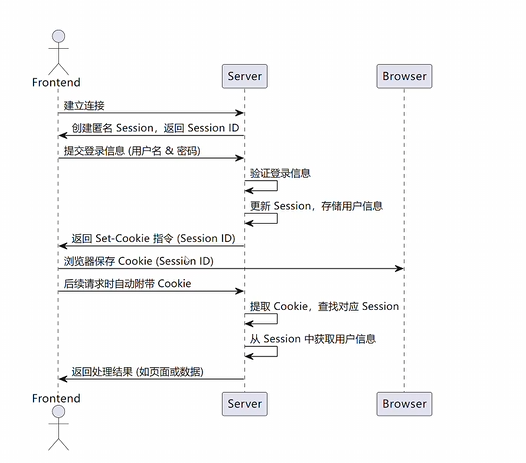 Frontend
Server
Browser
建立连接
创建匿名 Session，返回 Session ID
提交登录信息 (用户名 & 密码)
验证登录信息
更新 Session，存储用户信息
返回 Set-Cookie 指令 (Session ID)
浏览器保存 Cookie (Session ID)
后续请求时自动附带 Cookie
提取 Cookie，查找对应 Session
从 Session 中获取用户信息
返回处理结果 (如页面或数据)
Frontend
Server
Browser